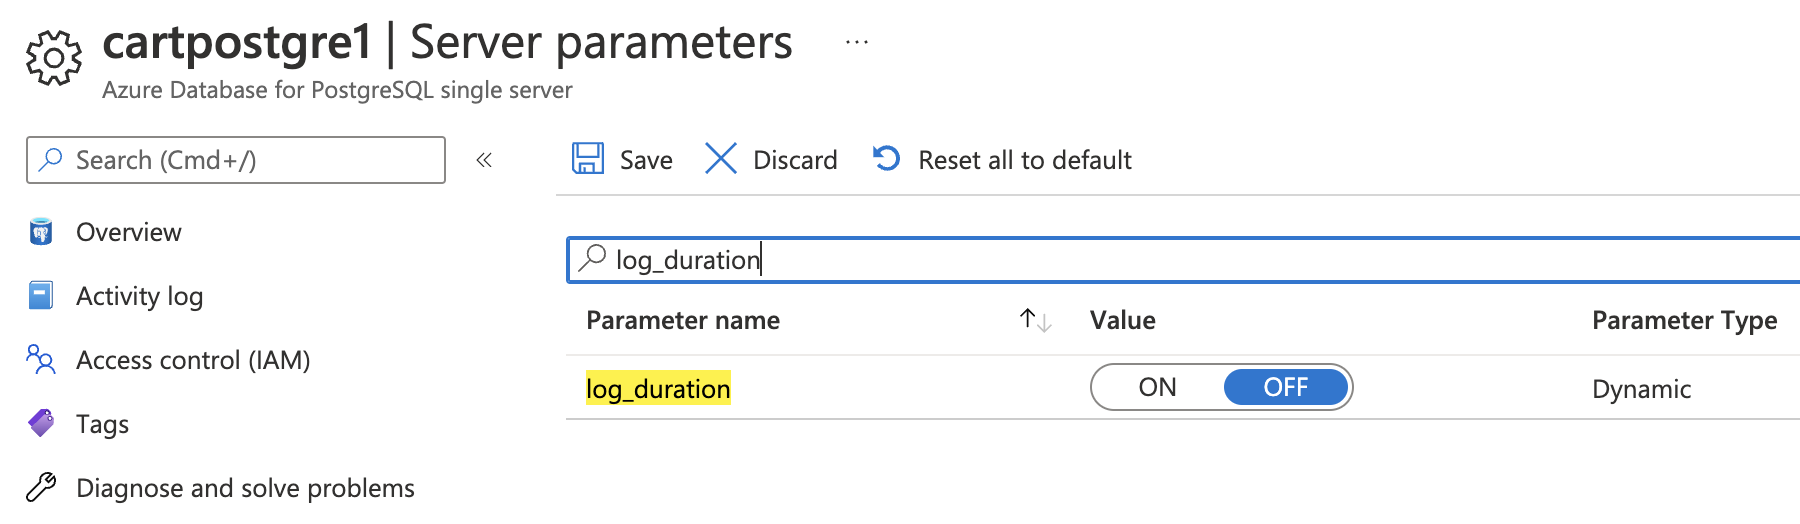 cartpostgre1 | Server parameters ...
Azure Database for PostgreSQL single server
Search (Cmd+/)
«
Overview
Activity log
Access control (IAM)
Tags
Diagnose and solve problems
Save Discard Reset all to default
log_duration
Parameter name Value Parameter Type
log_duration ON OFF Dynamic